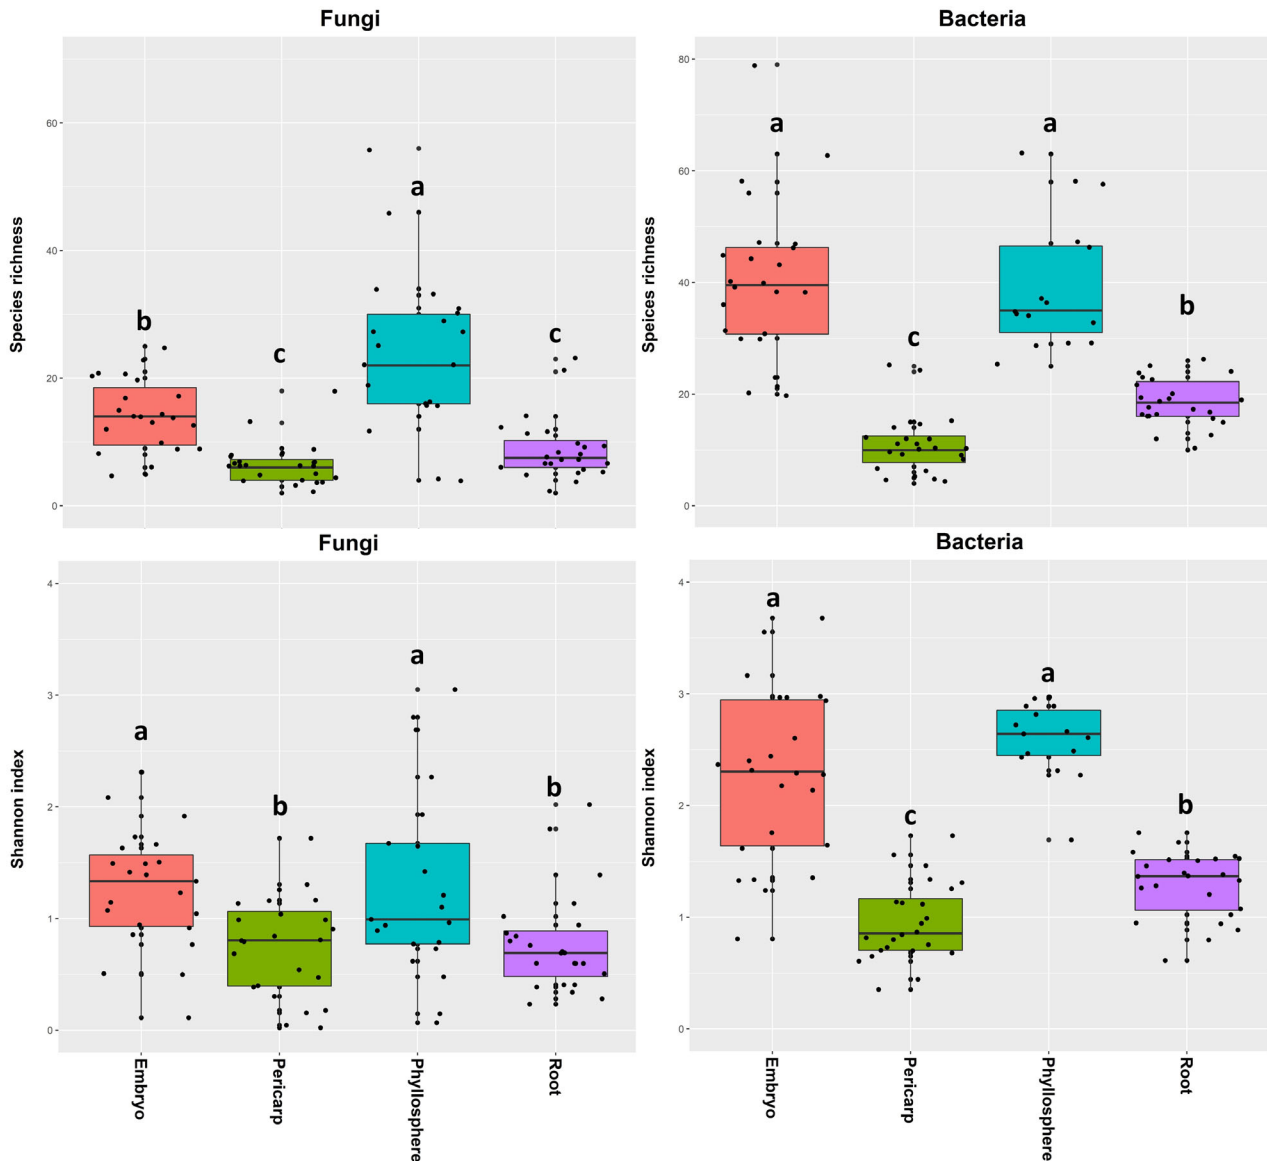 Fungi
Species richness
60
40
20
0
b
c
a
c
Bacteria
Speices richness
80
60
40
20
0
a
c
a
b
Fungi
Shannon index
4
3
2
1
0
a
b
a
b
Embryo
Pericarp
Phyllosphere
Root
Bacteria
Shannon index
4
3
2
1
0
a
c
a
b
Embryo
Pericarp
Phyllosphere
Root